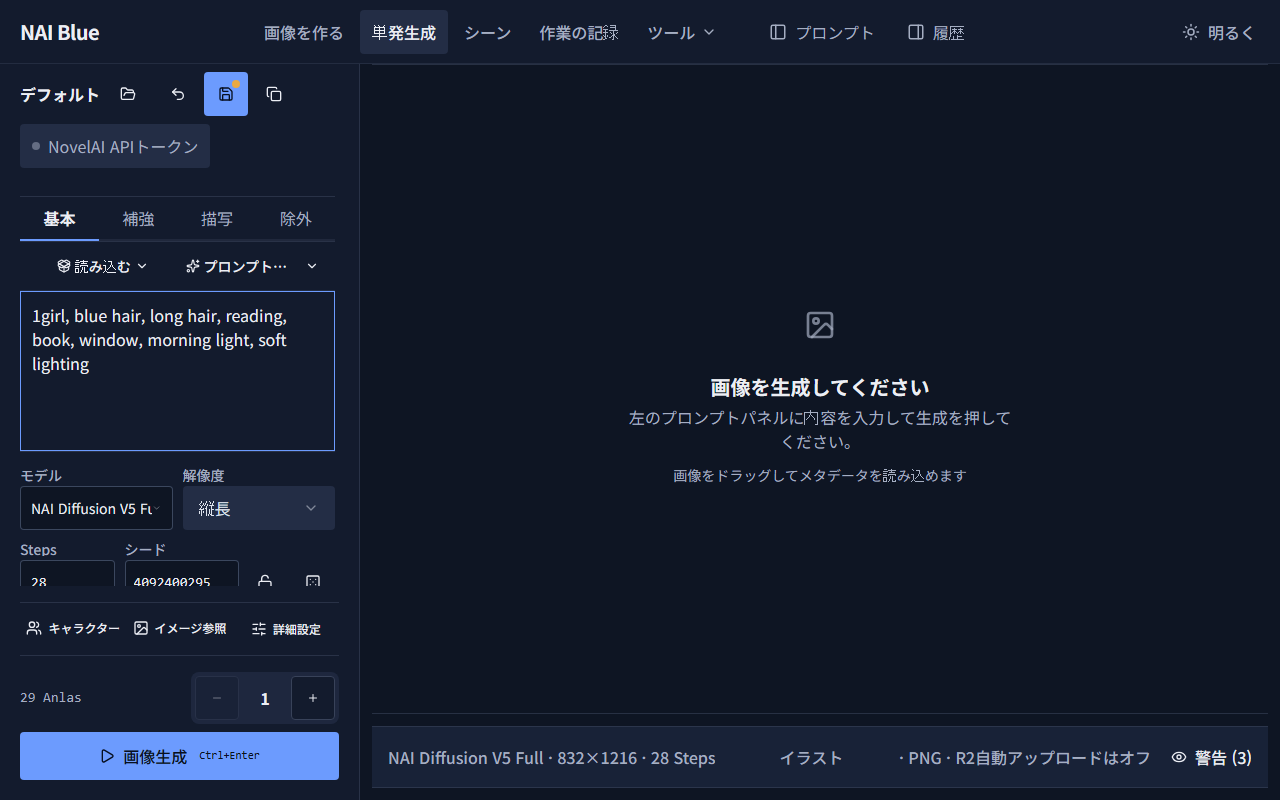 NAI Blue
画像を作る
単発生成
シーン
作業の記録
ツール
プロンプト
履歴
明るく
デフォルト
NovelAI APIトークン
基本
補強
描写
除外
読み込む
プロンプト…
1girl, blue hair, long hair, reading,
book, window, morning light, soft
lighting
モデル
解像度
NAI Diffusion V5 Fu
縦長
Steps
シード
28
4092400295
キャラクター
イメージ参照
詳細設定
29 Anlas
1
画像生成 Ctrl+Enter
画像を生成してください
左のプロンプトパネルに内容を入力して生成を押して
ください。
画像をドラッグしてメタデータを読み込めます
NAI Diffusion V5 Full · 832×1216 · 28 Steps
イラスト
· PNG · R2自動アップロードはオフ
警告 (3)